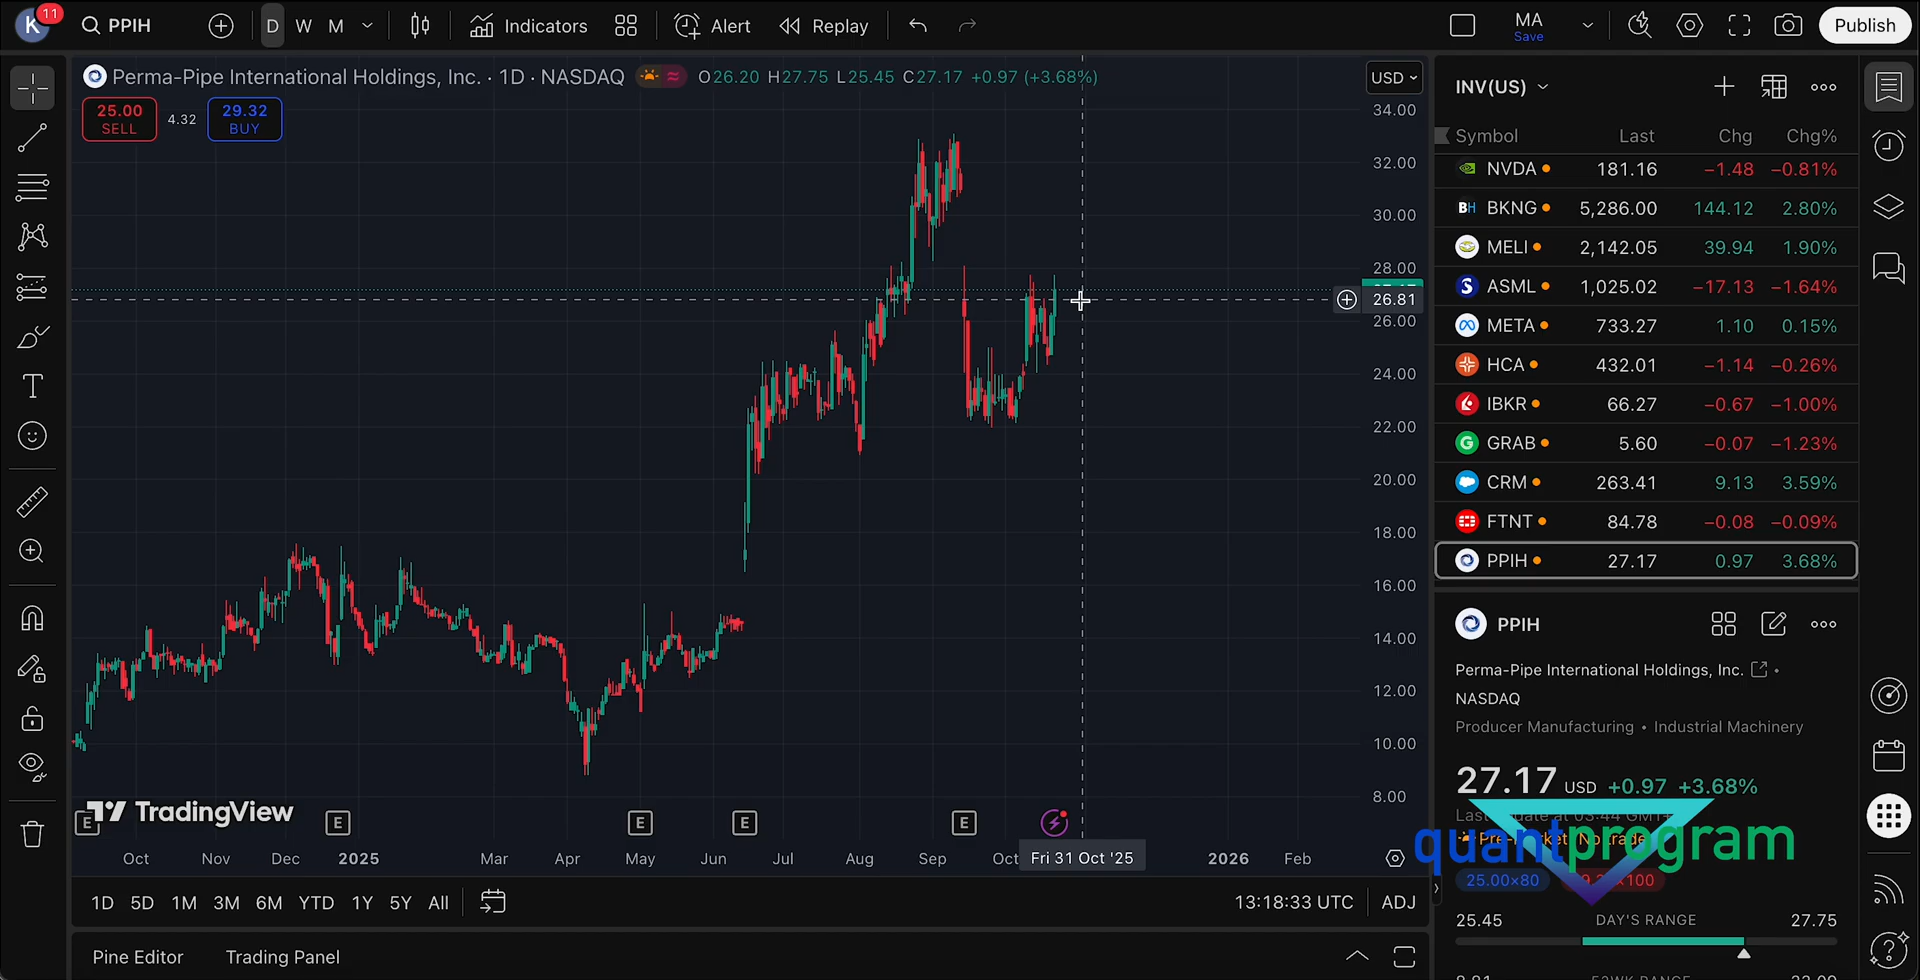 K
11
PPIH
D
W
M
Indicators
Alert
Replay
MA
Save
Publish
Perma-Pipe International Holdings, Inc. · 1D · NASDAQ
O26.20 H27.75 L25.45 C27.17 +0.97 (+3.68%)
USD
25.00
SELL
4.32
29.32
BUY
34.00
32.00
30.00
28.00
26.81
26.00
24.00
22.00
20.00
18.00
16.00
14.00
12.00
10.00
8.00
TradingView
E
E
E
E
E
Oct
Nov
Dec
2025
Mar
Apr
May
Jun
Jul
Aug
Sep
Oct
Fri 31 Oct '25
2026
Feb
1D
5D
1M
3M
6M
YTD
1Y
5Y
All
13:18:33 UTC
ADJ
Pine Editor
Trading Panel
INV(US)
Symbol Last Chg Chg%
NVDA 181.16 −1.48 −0.81%
BKNG 5,286.00 144.12 2.80%
MELI 2,142.05 39.94 1.90%
ASML 1,025.02 −17.13 −1.64%
META 733.27 1.10 0.15%
HCA 432.01 −1.14 −0.26%
IBKR 66.27 −0.67 −1.00%
GRAB 5.60 −0.07 −1.23%
CRM 263.41 9.13 3.59%
FTNT 84.78 −0.08 −0.09%
PPIH 27.17 0.97 3.68%
PPIH
Perma-Pipe International Holdings, Inc.
NASDAQ
Producer Manufacturing • Industrial Machinery
27.17 USD +0.97 +3.68%
at 03:44 GMT+
quantprogram
25.00×80
×100
25.45 DAY'S RANGE 27.75